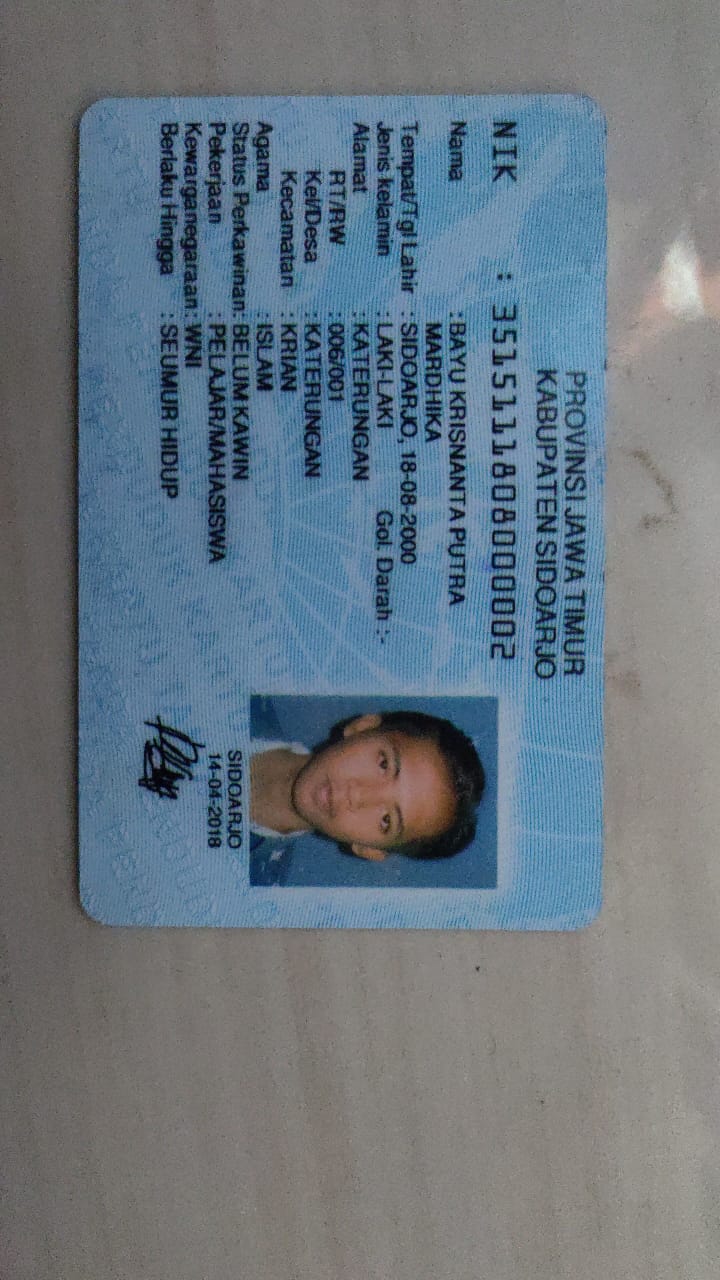 PROVINSI JAWA TIMUR
KABUPATEN SIDOARJO
NIK : 3515111808000002
Nama : BAYU KRISNANTA PUTRA
MARDHIKA
Tempat/Tgl Lahir : SIDOARJO, 18-08-2000
Jenis kelamin : LAKI-LAKI Gol. Darah : -
Alamat : KATERUNGAN
RT/RW : 006/001
Kel/Desa : KATERUNGAN
Kecamatan : KRIAN
Agama : ISLAM
Status Perkawinan: BELUM KAWIN
Pekerjaan : PELAJAR/MAHASISWA
Kewarganegaraan: WNI
Berlaku Hingga : SEUMUR HIDUP
SIDOARJO
14-04-2018